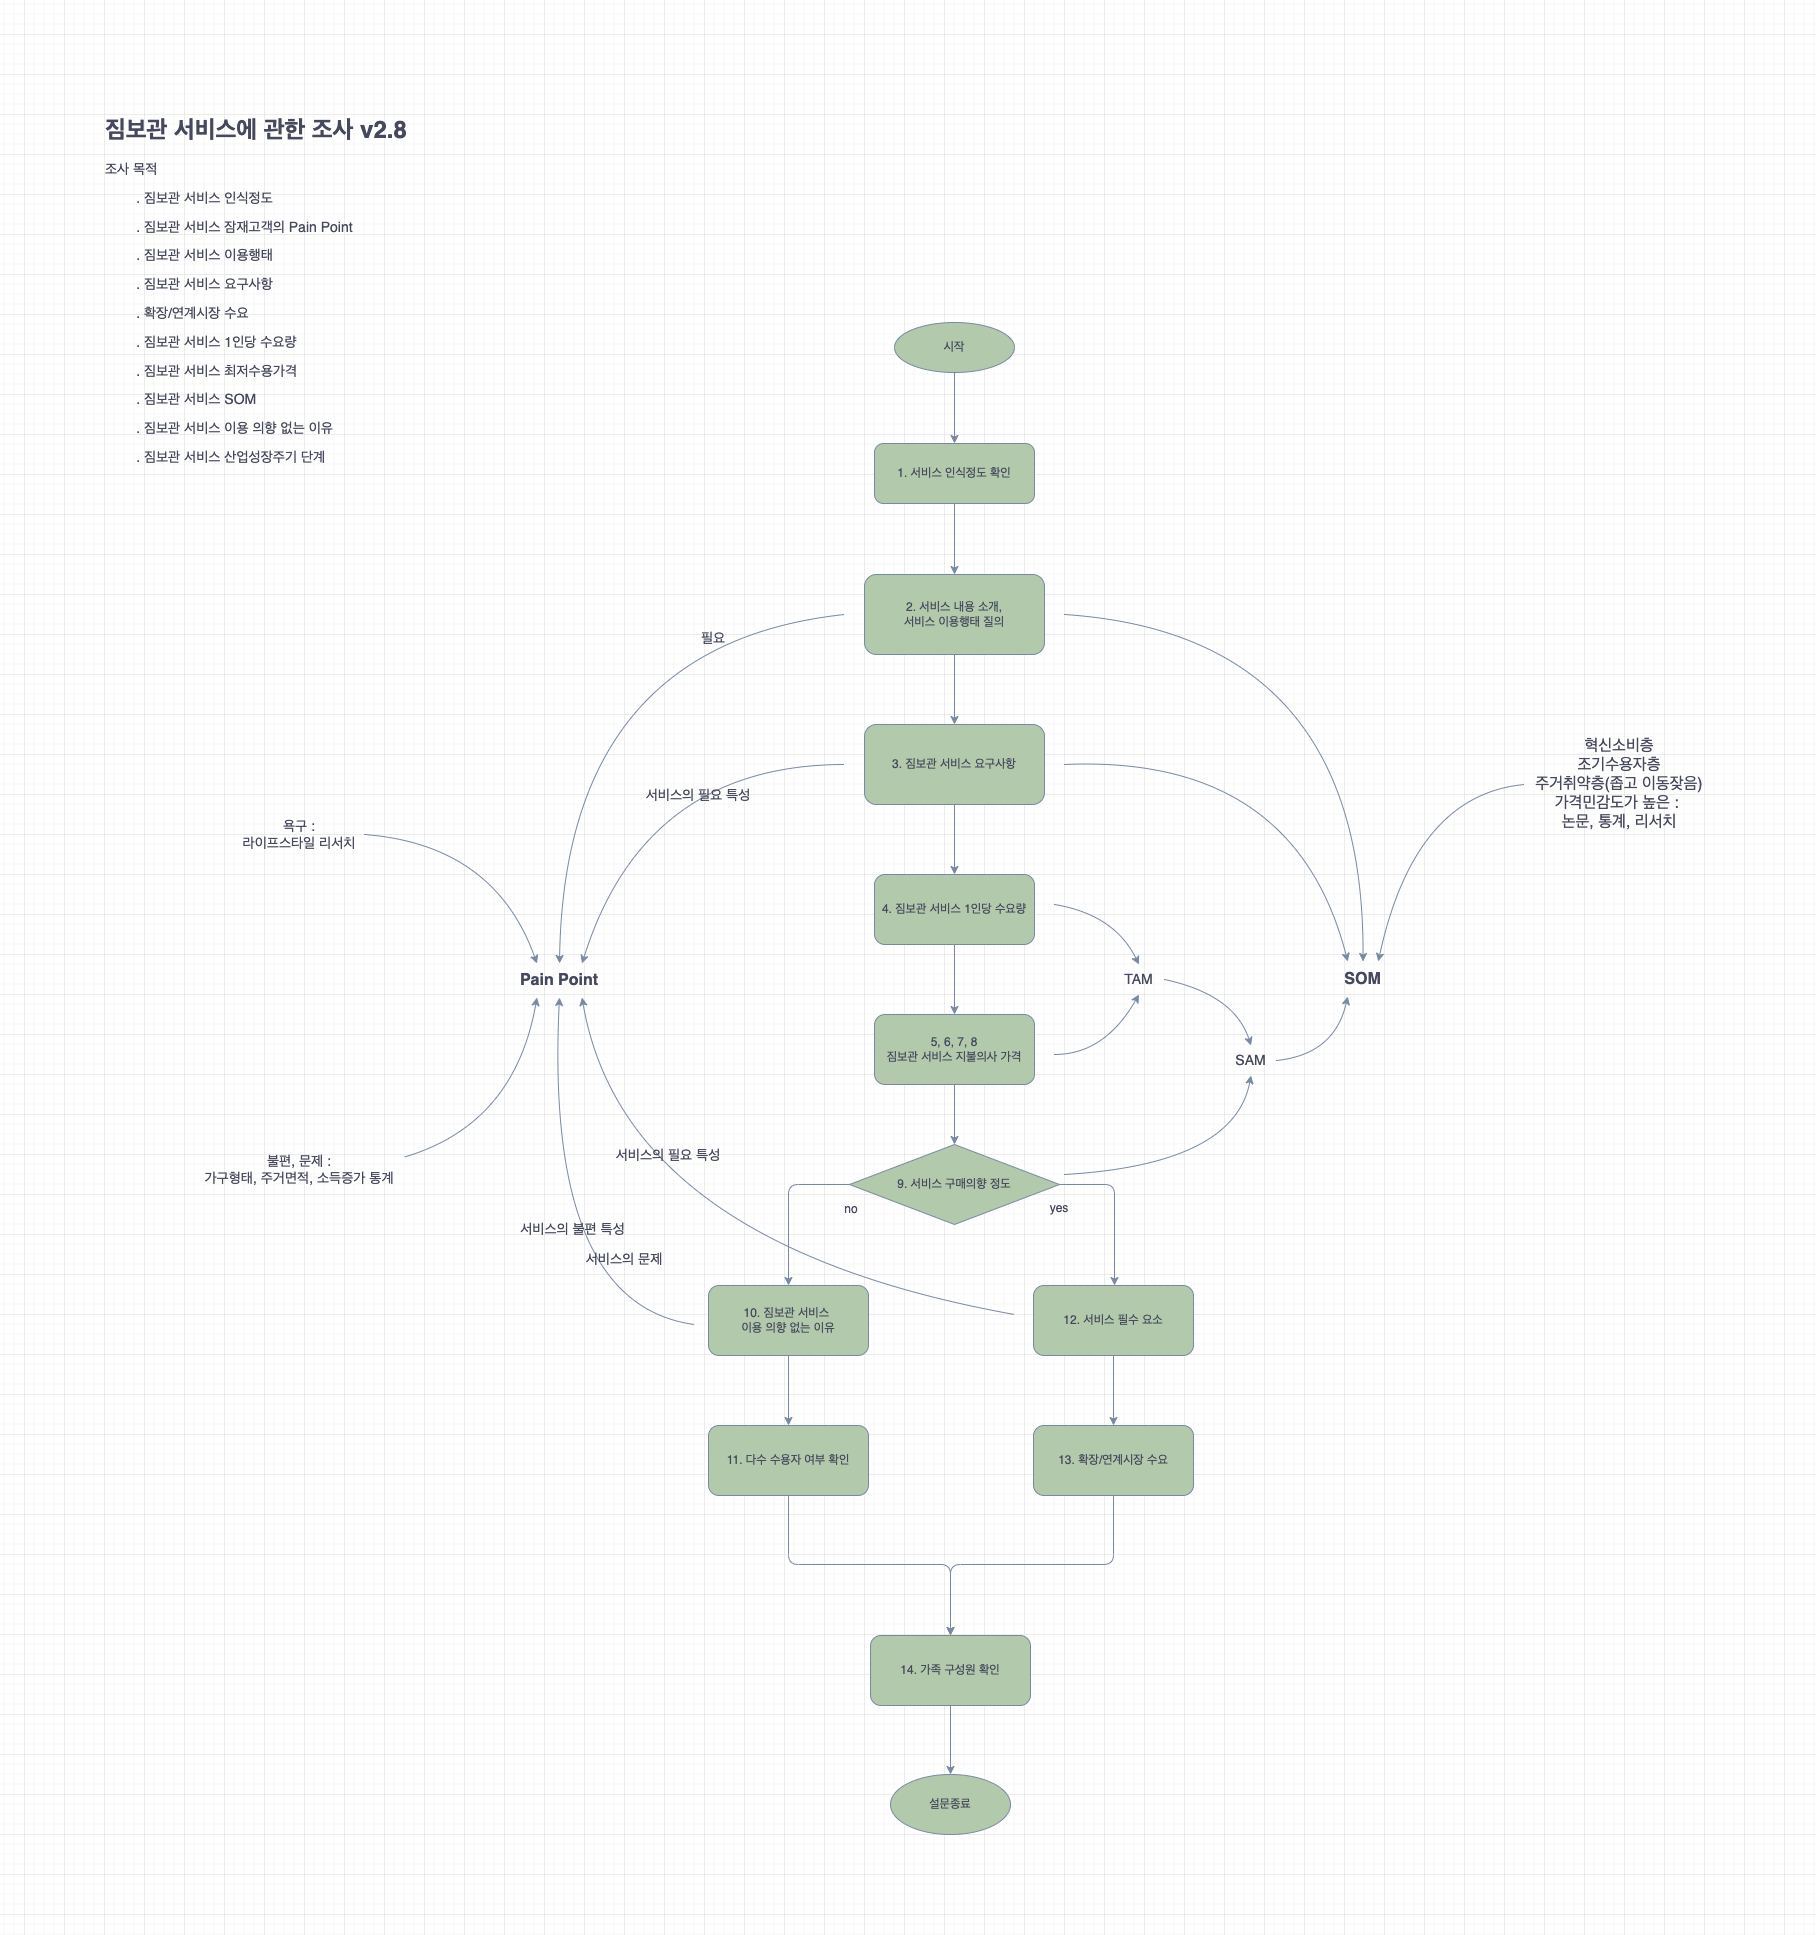 짐보관 서비스에 관한 조사 v2.8
조사 목적
. 짐보관 서비스 인식정도
. 짐보관 서비스 잠재고객의 Pain Point
. 짐보관 서비스 이용행태
. 짐보관 서비스 요구사항
. 확장/연계시장 수요
. 짐보관 서비스 1인당 수요량
. 짐보관 서비스 최저수용가격
. 짐보관 서비스 SOM
. 짐보관 서비스 이용 의향 없는 이유
. 짐보관 서비스 산업성장주기 단계
시작
1. 서비스 인식정도 확인
2. 서비스 내용 소개,
서비스 이용행태 질의
필요
3. 짐보관 서비스 요구사항
서비스의 필요 특성
혁신소비층
조기수용자층
주거취약층(좁고 이동잦음)
가격민감도가 높은 :
논문, 통계, 리서치
욕구 :
라이프스타일 리서치
4. 짐보관 서비스 1인당 수요량
Pain Point
TAM
SOM
5, 6, 7, 8
짐보관 서비스 지불의사 가격
SAM
불편, 문제 :
가구형태, 주거면적, 소득증가 통계
서비스의 필요 특성
9. 서비스 구매의향 정도
no
yes
서비스의 불편 특성
서비스의 문제
10. 짐보관 서비스
이용 의향 없는 이유
12. 서비스 필수 요소
11. 다수 수용자 여부 확인
13. 확장/연계시장 수요
14. 가족 구성원 확인
설문종료